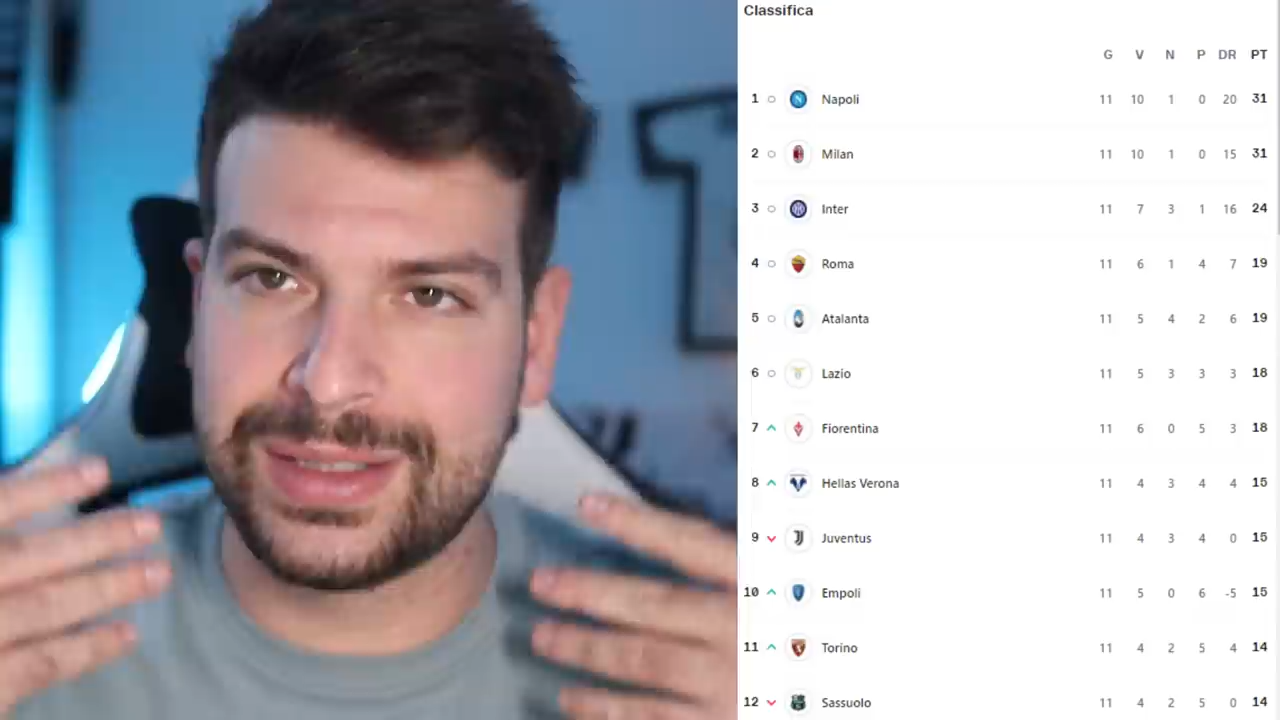 Classifica
G V N P DR PT
1 Napoli 11 10 1 0 20 31
2 Milan 11 10 1 0 15 31
3 Inter 11 7 3 1 16 24
4 Roma 11 6 1 4 7 19
5 Atalanta 11 5 4 2 6 19
6 Lazio 11 5 3 3 3 18
7 Fiorentina 11 6 0 5 3 18
8 Hellas Verona 11 4 3 4 4 15
9 Juventus 11 4 3 4 0 15
10 Empoli 11 5 0 6 -5 15
11 Torino 11 4 2 5 4 14
12 Sassuolo 11 4 2 5 0 14